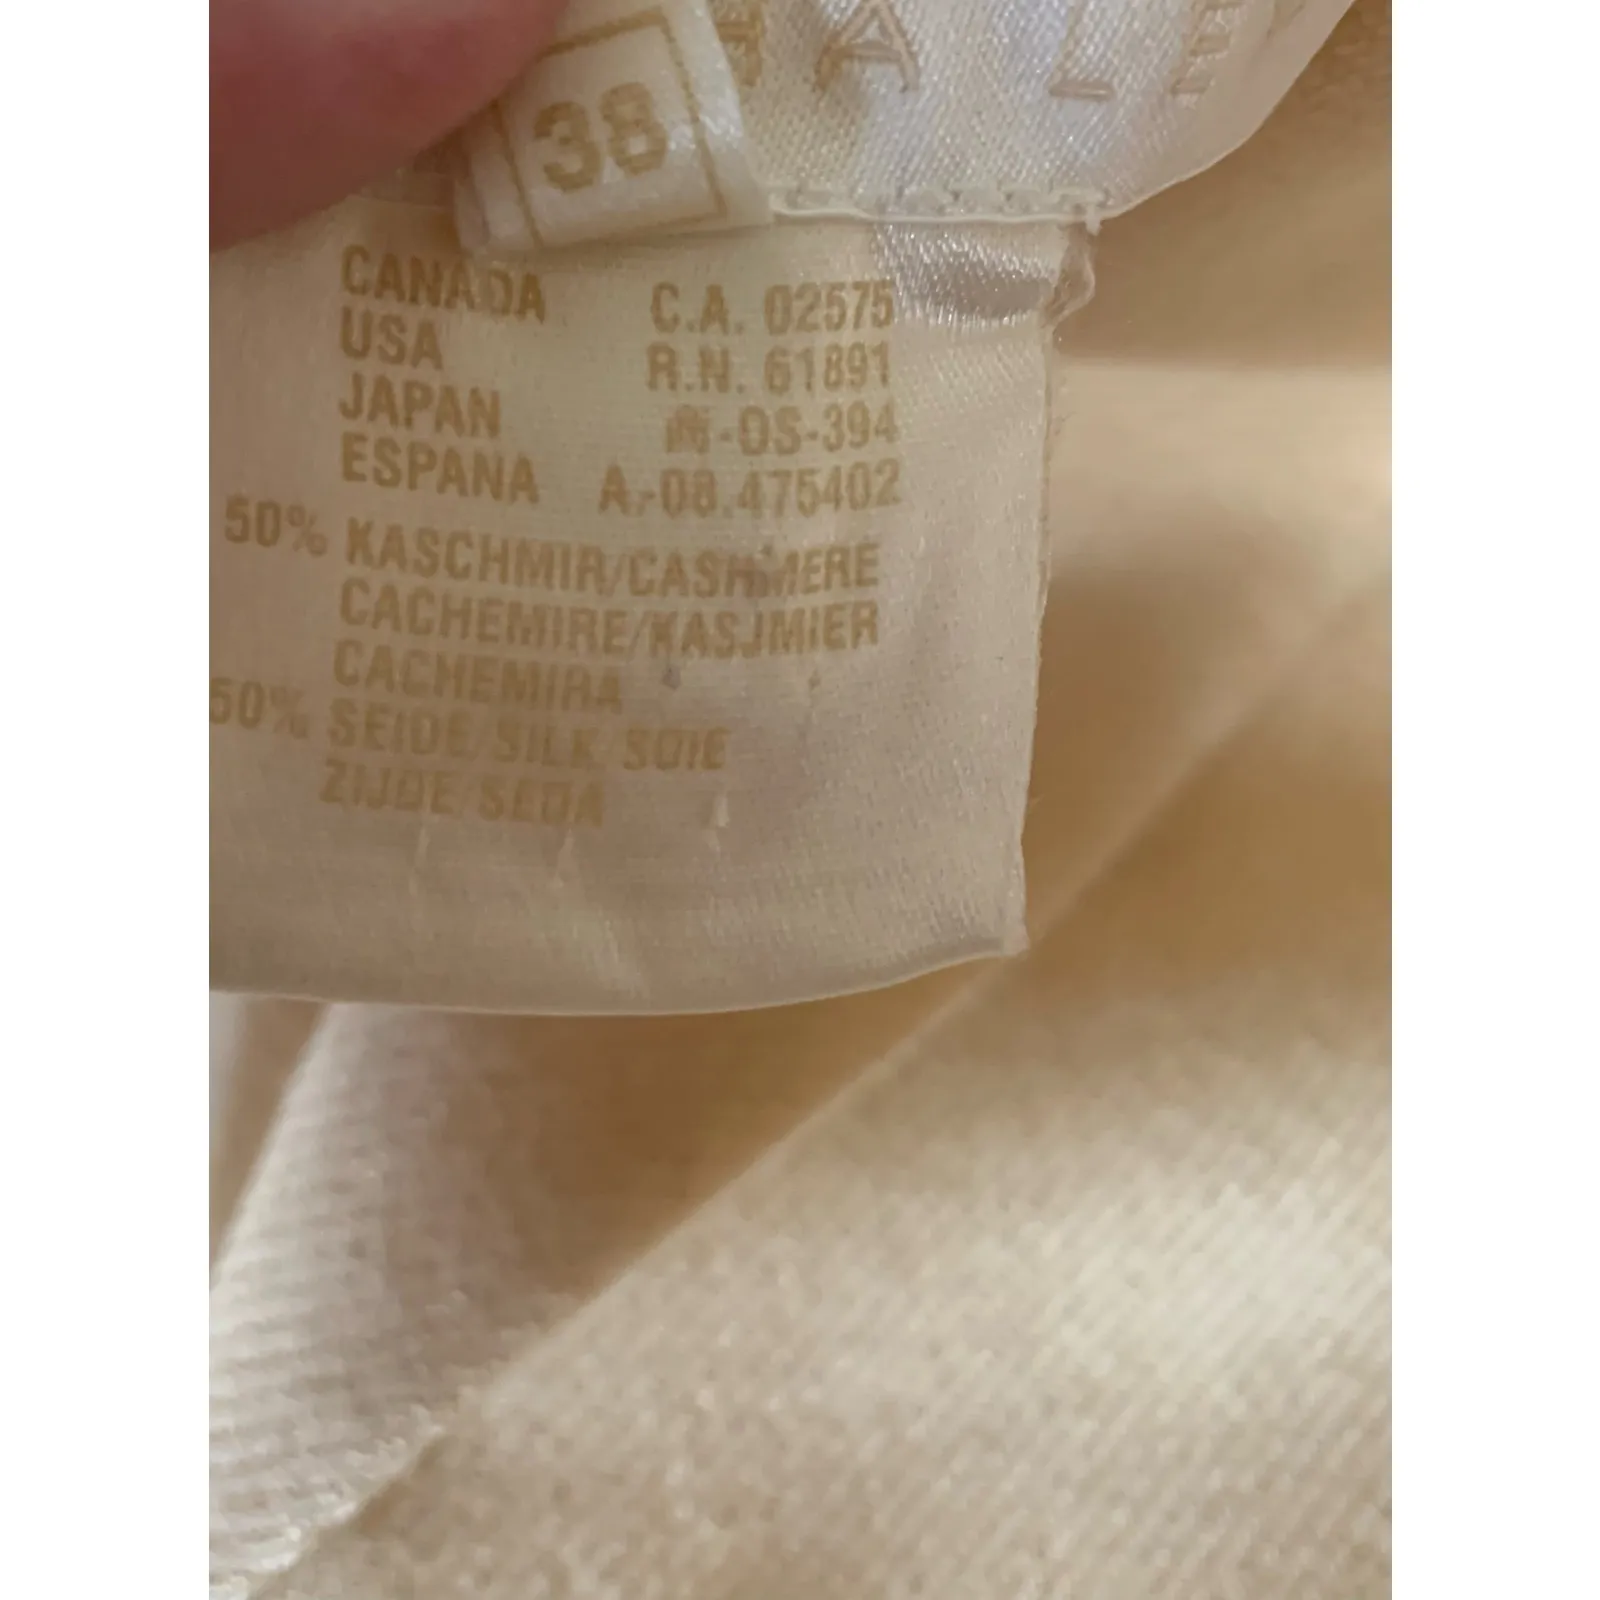 38
CANADA C.A. 02575
USA R.N. 61891
JAPAN 尚-OS-394
ESPANA A.-08.475402
50% KASCHMIR/CASHMERE
CACHEMIRE/KASJMIER
CACHEMIRA
50% SEIDE/SILK/SOIE
ZIJDE/SEDA